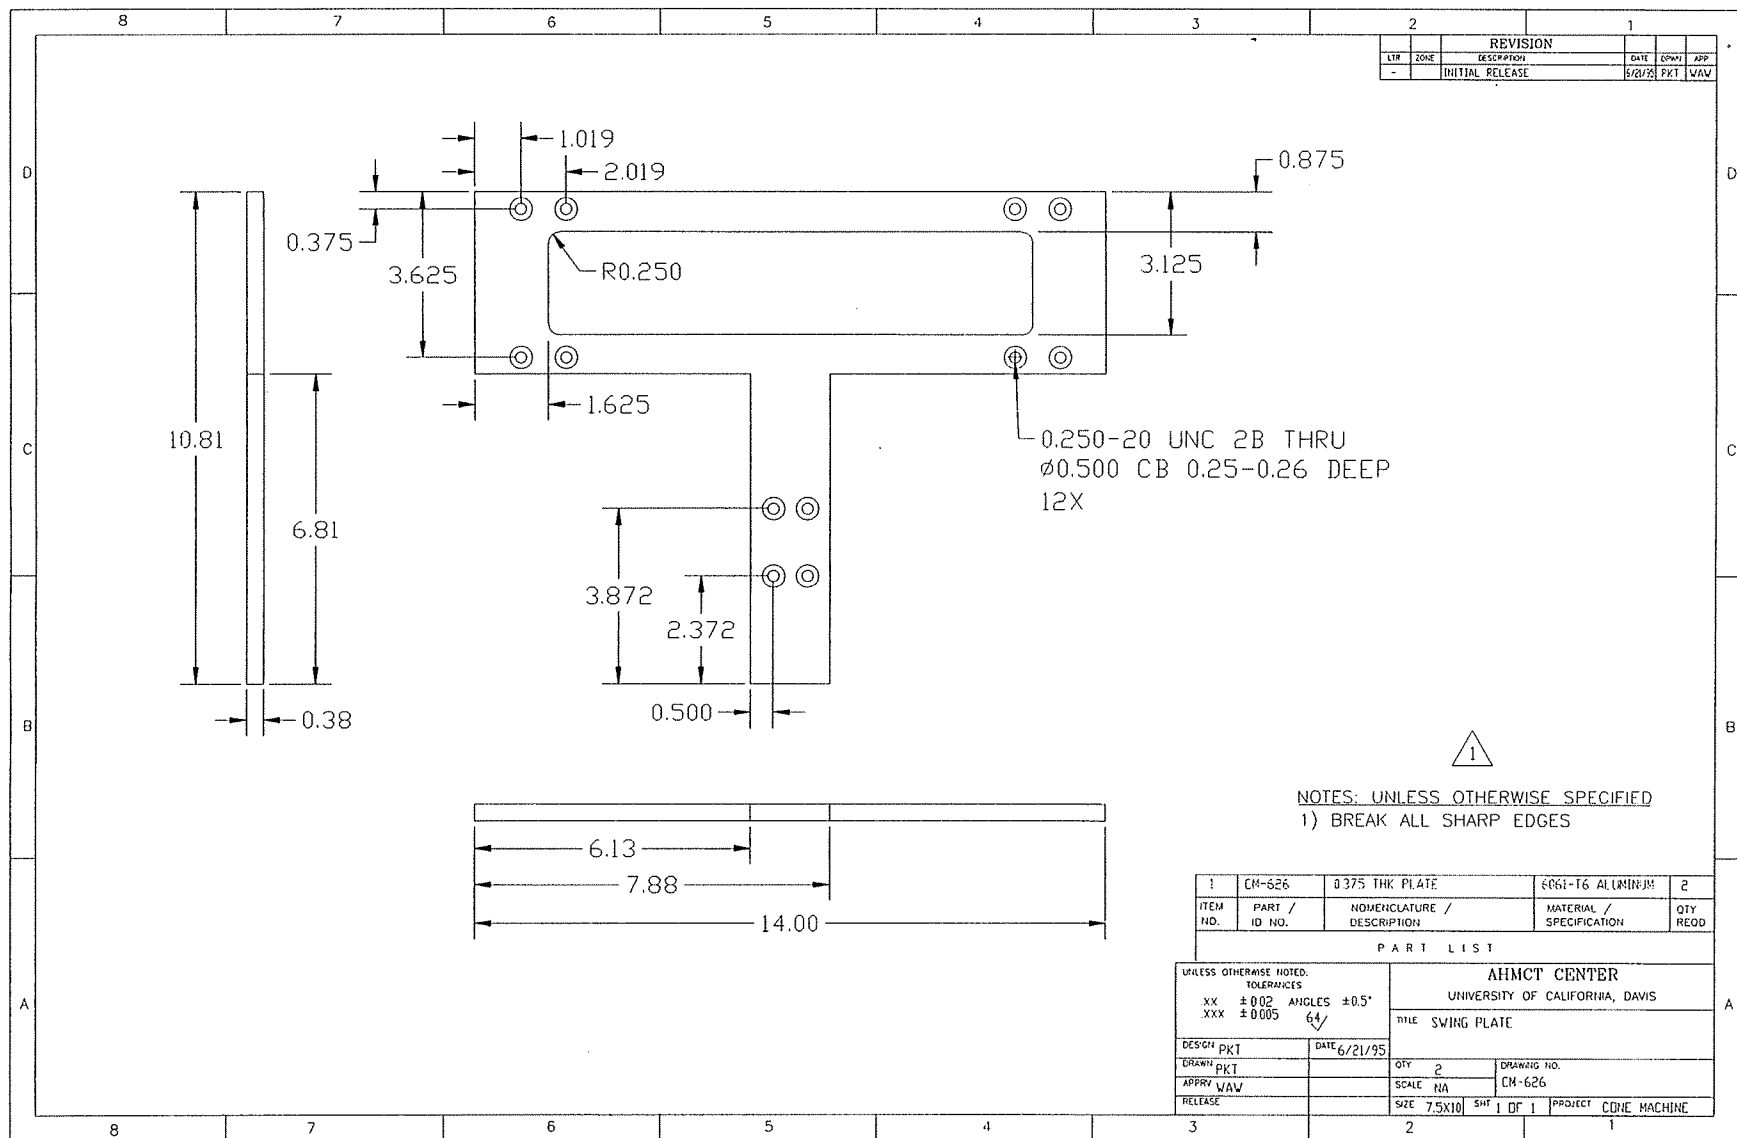 8 7 6 5 4 3 2 1
REVISION
LTR ZONE DESCRIPTION DATE DRWN APP
- INITIAL RELEASE 6/21/95 PKT WAW
D
D
1.019
2.019
0.875
0.375
3.625
R0.250
3.125
1.625
C
C
10.81
0.250-20 UNC 2B THRU
Ø0.500 CB 0.25-0.26 DEEP
12X
6.81
3.872
2.372
0.500
0.38
B
B
1
NOTES: UNLESS OTHERWISE SPECIFIED
1) BREAK ALL SHARP EDGES
6.13
7.88
14.00
1 CM-626 0.375 THK PLATE 6061-T6 ALUMINUM 2
ITEM NO. PART / ID NO. NOMENCLATURE / DESCRIPTION MATERIAL / SPECIFICATION QTY REQD
PART LIST
A
A
UNLESS OTHERWISE NOTED:
TOLERANCES
.XX ±0.02 ANGLES ±0.5°
.XXX ±0.005 64
AHMCT CENTER
UNIVERSITY OF CALIFORNIA, DAVIS
TITLE SWING PLATE
DESIGN PKT DATE 6/21/95
DRAWN PKT
APPRV WAW
RELEASE
QTY 2 DRAWING NO.
SCALE NA CM-626
SIZE 7.5X10 SHT 1 OF 1 PROJECT CONE MACHINE
8 7 6 5 4 3 2 1